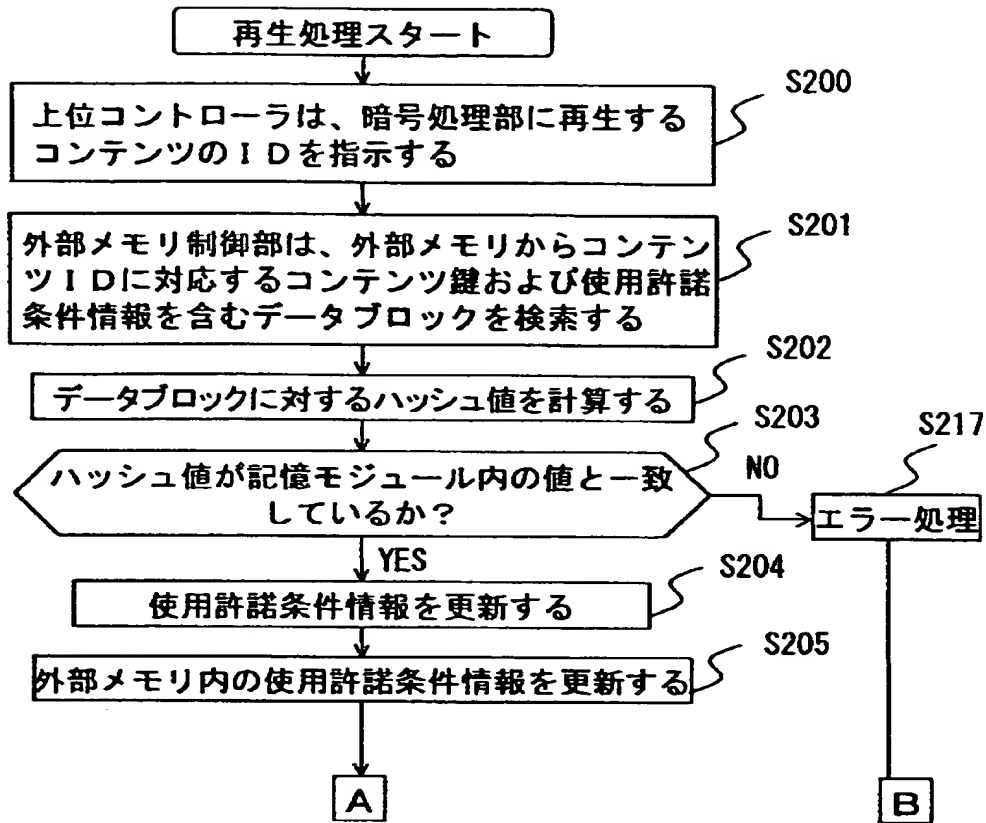 再生処理スタート
S200
上位コントローラは、暗号処理部に再生する
コンテンツのＩＤを指示する
S201
外部メモリ制御部は、外部メモリからコンテン
ツＩＤに対応するコンテンツ鍵および使用許諾
条件情報を含むデータブロックを検索する
S202
データブロックに対するハッシュ値を計算する
S203
ハッシュ値が記憶モジュール内の値と一致
しているか？
NO
S217
エラー処理
YES
S204
使用許諾条件情報を更新する
S205
外部メモリ内の使用許諾条件情報を更新する
A
B